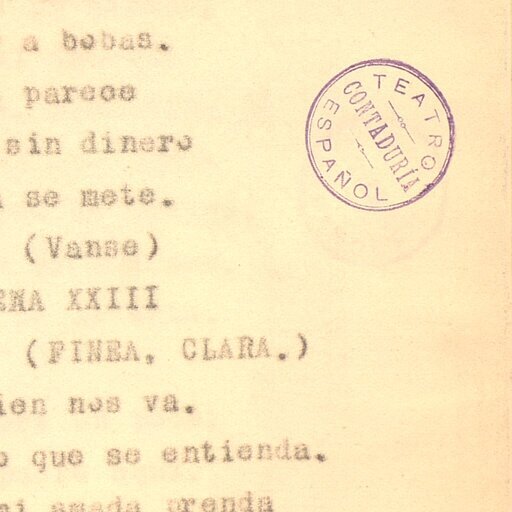 a bobas.
parece
sin dinero
se mete.
(Vanse)
ENA XXIII
(FINEA, CLARA.)
ien nos va.
o que se entienda.
mi amada prenda
TEATRO ESPAÑOL
CONTADURÍA